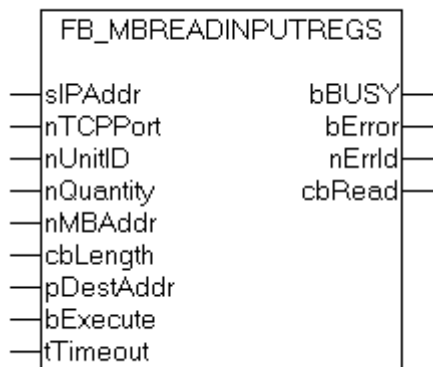 FB_MBREADINPUTREGS
sIPAddr bBUSY
nTCPPort bError
nUnitID nErrId
nQuantity cbRead
nMBAddr
cbLength
pDestAddr
bExecute
tTimeout